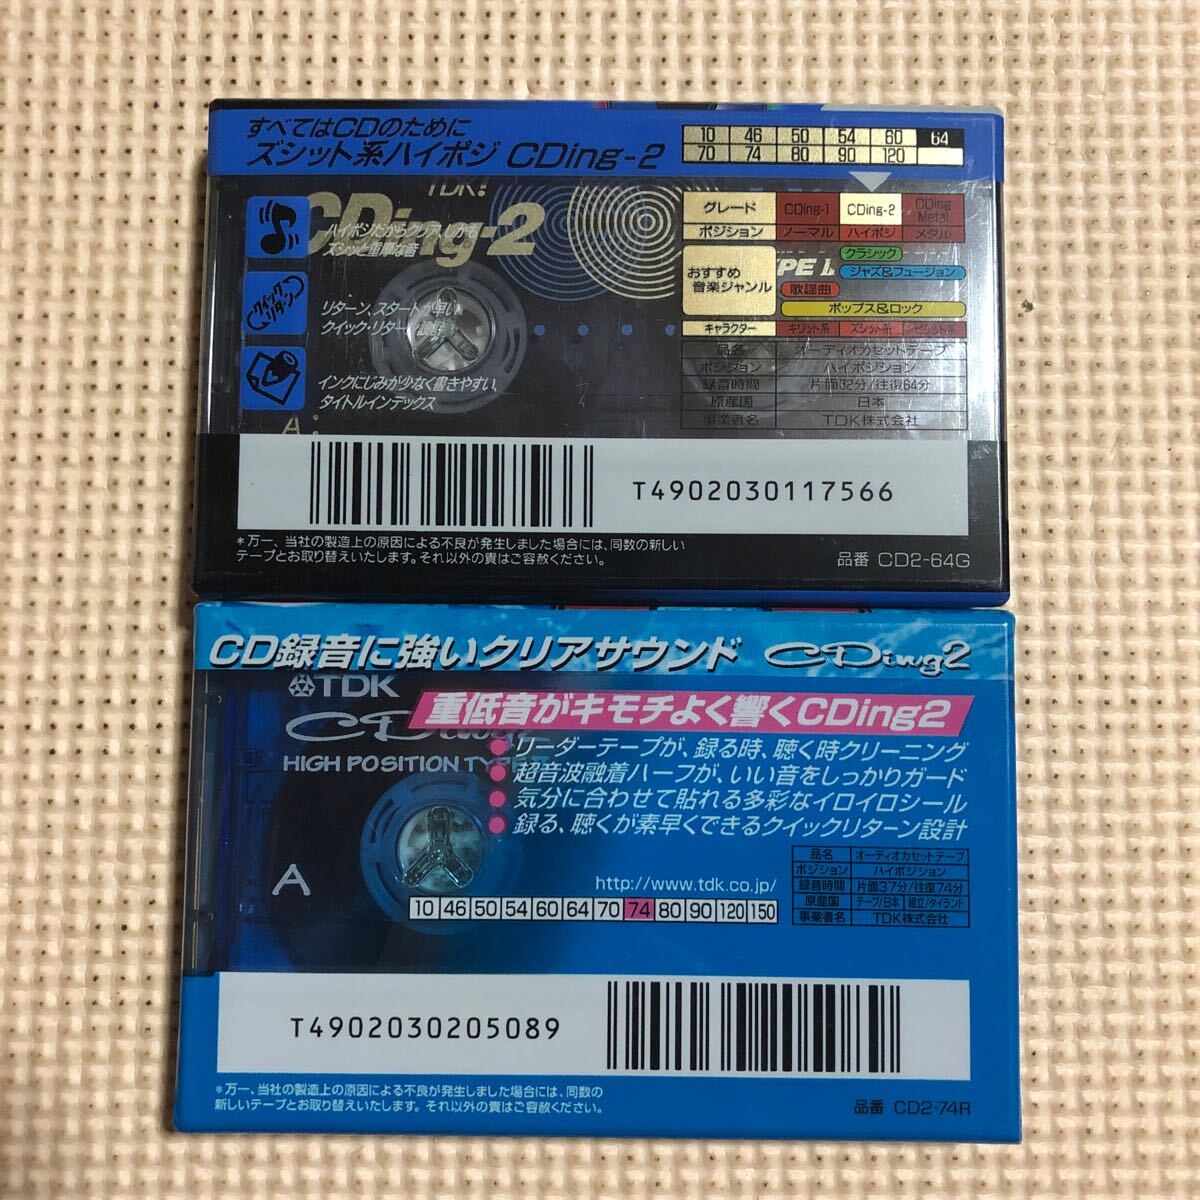 すべてはCDのために
ズシット系ハイポジ CDing-2
10 46 50 54 60 64
70 74 80 90 120
TDK
CDing-2
ハイポジだからクリア、しかも
ズシッと重厚な音
クイック
リターン
リターン、スタートが早い
クイック・リターン設計
インクにじみが少なく書きやすい、
タイトルインデックス
A
グレード CDing-1 CDing-2 CDing Metal
ポジション ノーマル ハイポジ メタル
おすすめ
音楽ジャンル
クラシック
ジャズ&フュージョン
歌謡曲
ポップス&ロック
キャラクター キリット系 ズシット系 ビシット系
品名 オーディオカセットテープ
ポジション ハイポジション
録音時間 片面32分/往復64分
原産国 日本
事業者名 TDK株式会社
T4902030117566
*万一、当社の製造上の原因による不良が発生しました場合には、同数の新しい
テープとお取り替えいたします。それ以外の責はご容赦ください。
品番 CD2-64G
CD録音に強いクリアサウンド CDing2
TDK
CDing2
HIGH POSITION TYPE
重低音がキモチよく響くCDing2
リーダーテープが、録る時、聴く時クリーニング
超音波融着ハーフが、いい音をしっかりガード
気分に合わせて貼れる多彩なイロイロシール
録る、聴くが素早くできるクイックリターン設計
A
http://www.tdk.co.jp/
10 46 50 54 60 64 70 74 80 90 120 150
品名 オーディオカセットテープ
ポジション ハイポジション
録音時間 片面37分/往復74分
原産国 テープ/日本 組立/タイランド
事業者名 TDK株式会社
T4902030205089
*万一、当社の製造上の原因による不良が発生しました場合には、同数の
新しいテープとお取り替えいたします。それ以外の責はご容赦ください。
品番 CD2-74R